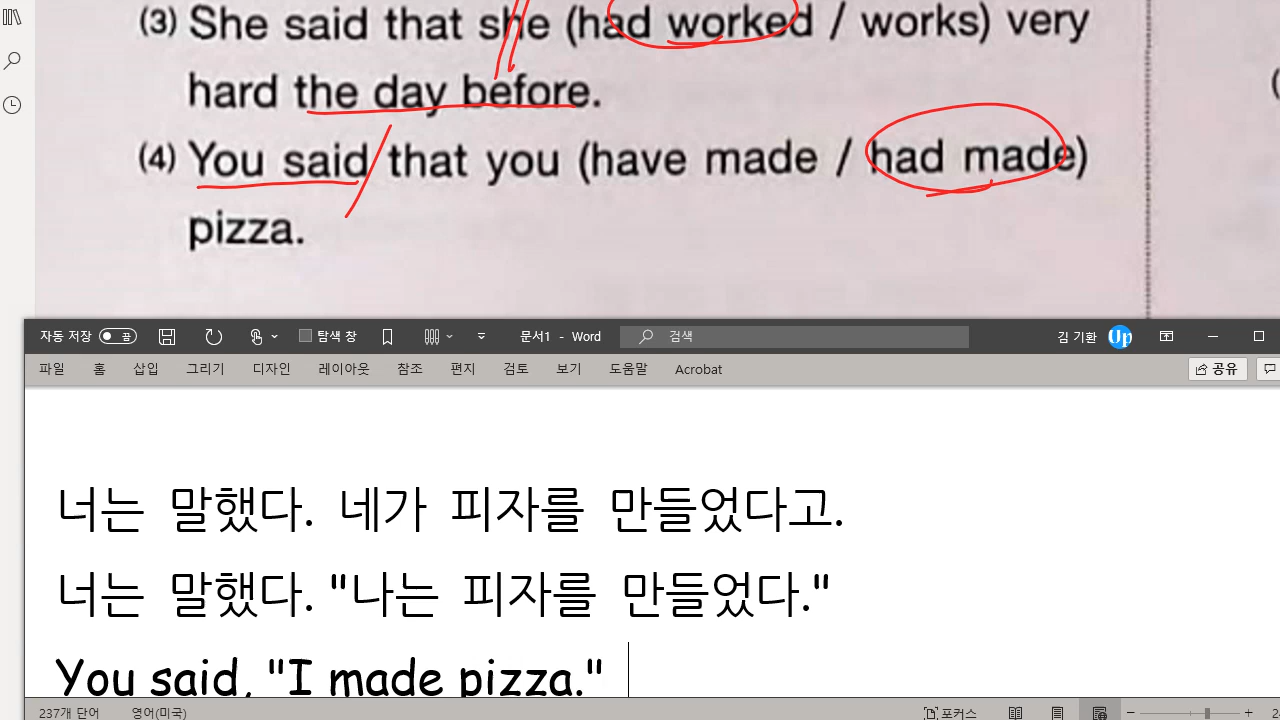 (3) She said that she (had worked / works) very
hard the day before.
(4) You said that you (have made / had made)
pizza.
자동 저장 끔 탐색 창 문서1 - Word 검색 김 기환 Up
파일 홈 삽입 그리기 디자인 레이아웃 참조 편지 검토 보기 도움말 Acrobat 공유
너는 말했다. 네가 피자를 만들었다고.
너는 말했다. "나는 피자를 만들었다."
You said, "I made pizza."
237개 단어 영어(미국) 포커스